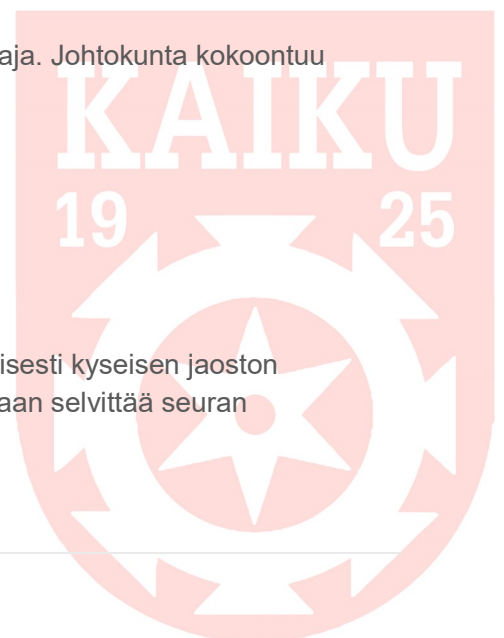 aja. Johtokunta kokoontuu
KAIKU
19 25
isesti kyseisen jaoston
aan selvittää seuran